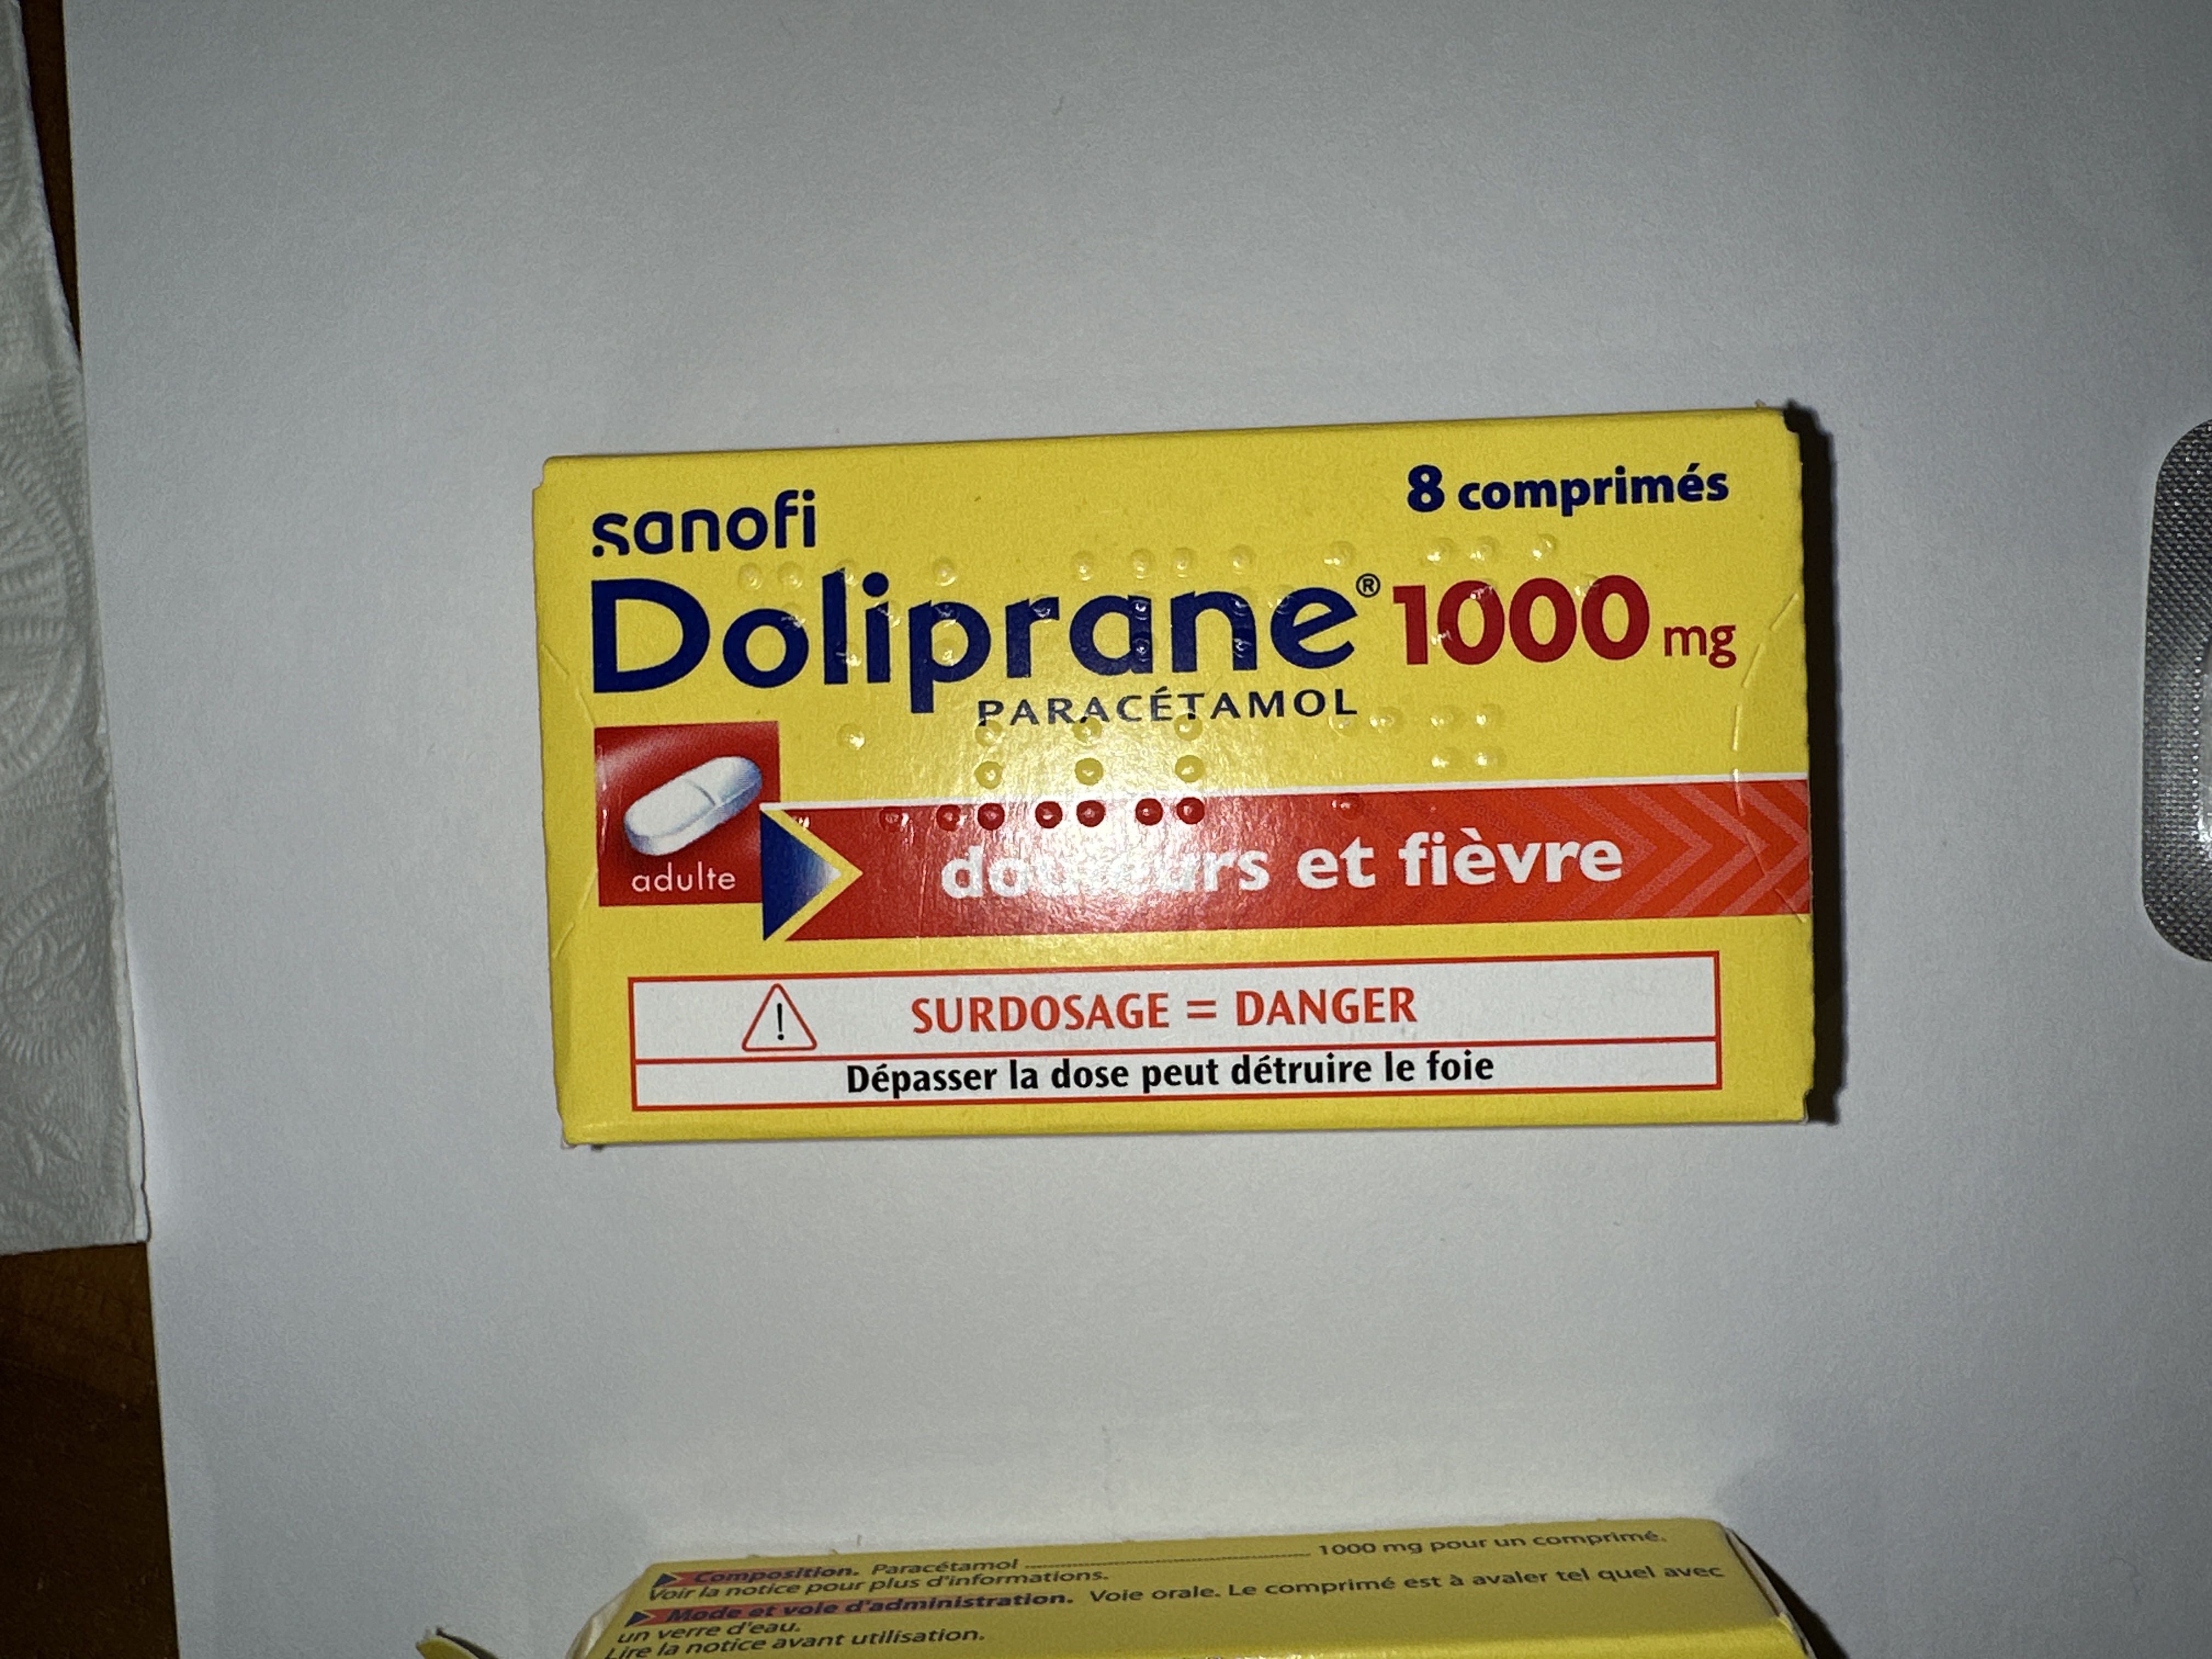 sanofi
8 comprimés
Doliprane® 1000 mg
PARACÉTAMOL
adulte
douleurs et fièvre
SURDOSAGE = DANGER
Dépasser la dose peut détruire le foie
Composition. Paracétamol ........................ 1000 mg pour un comprimé.
Voir la notice pour plus d'informations.
Mode et voie d'administration. Voie orale. Le comprimé est à avaler tel quel avec
un verre d'eau.
Lire la notice avant utilisation.